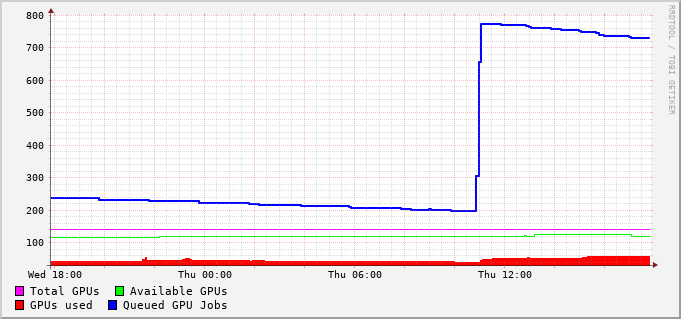 800
700
600
500
400
300
200
100
Wed 18:00 Thu 00:00 Thu 06:00 Thu 12:00
Total GPUs Available GPUs
GPUs used Queued GPU Jobs
RRDTOOL / TOBI OETIKER